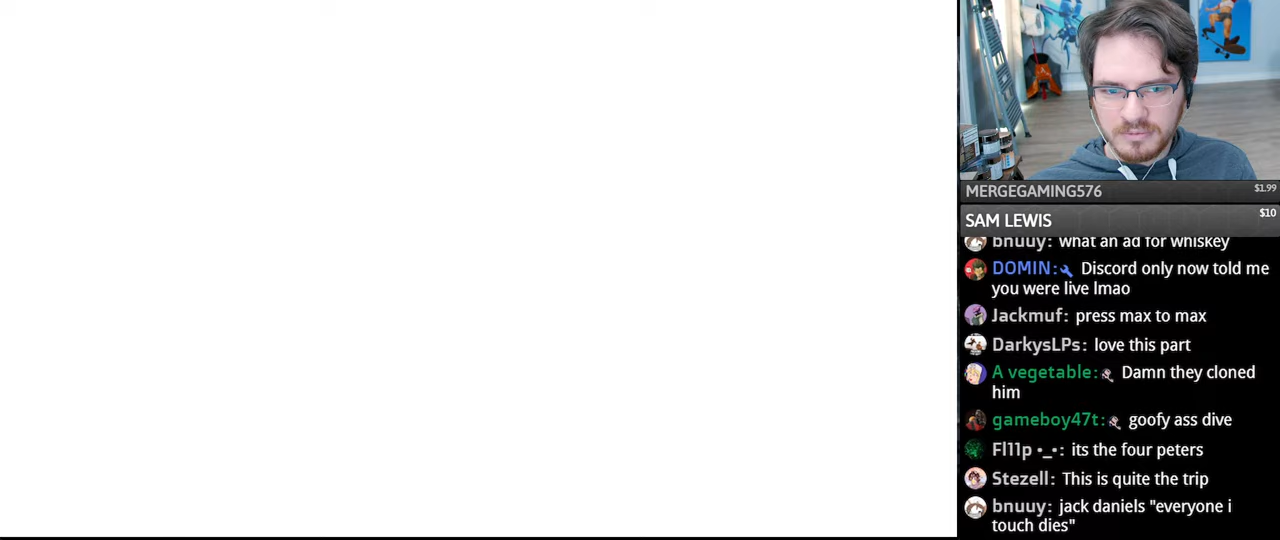 MERGEGAMING576 $1.99
SAM LEWIS $10
bnuuy: what an ad for whiskey
DOMIN: Discord only now told me
you were live lmao
Jackmuf: press max to max
DarkysLPs: love this part
A vegetable: Damn they cloned
him
gameboy47t: goofy ass dive
Fl11p •_•: its the four peters
Stezell: This is quite the trip
bnuuy: jack daniels "everyone i
touch dies"